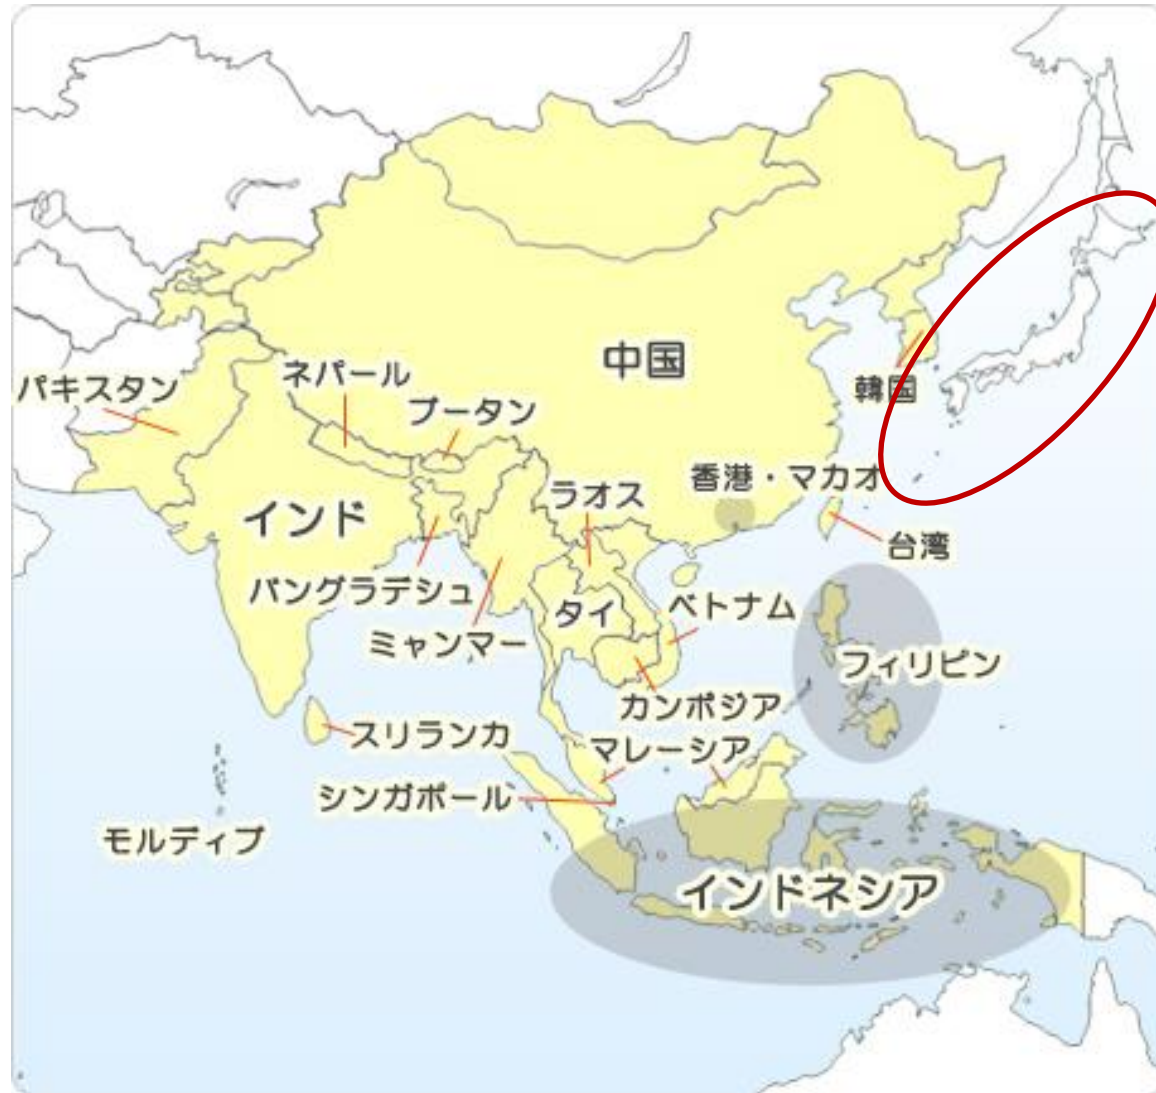 中国
ネパール
パキスタン
ブータン
韓国
香港・マカオ
ラオス
インド
台湾
バングラデシュ
タイ
ベトナム
ミャンマー
フィリピン
カンボジア
スリランカ
マレーシア
シンガポール
モルディブ
インドネシア